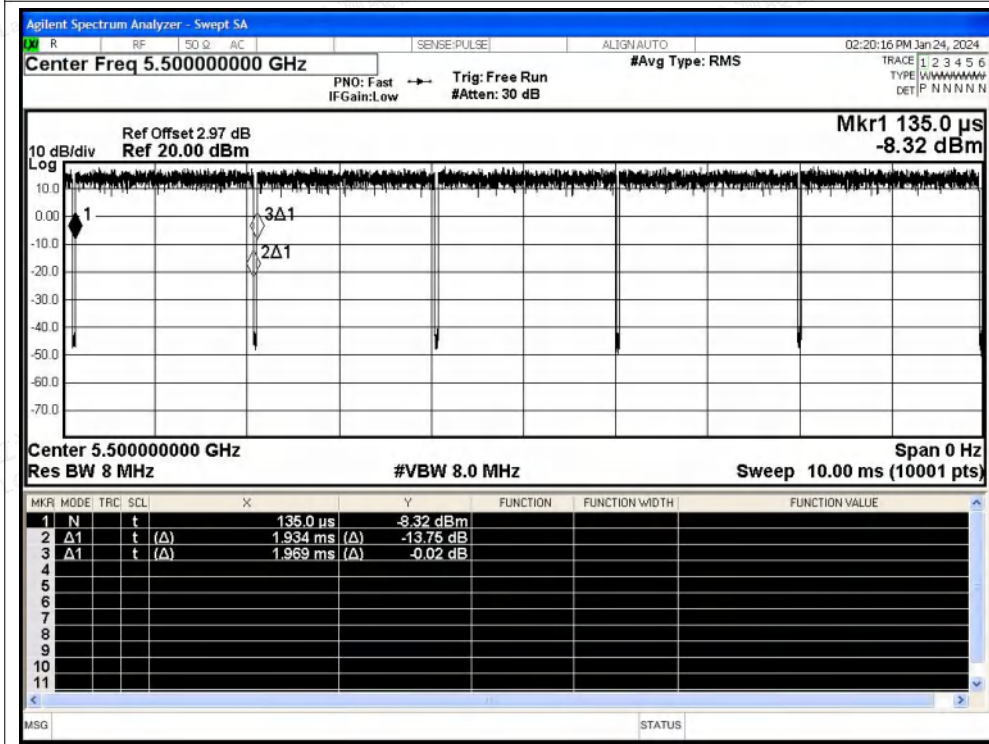 Agilent Spectrum Analyzer - Swept SA
LXI R RF 50 Ω AC SENSE:PULSE ALIGN AUTO 02:20:16 PM Jan 24, 2024
Center Freq 5.500000000 GHz #Avg Type: RMS TRACE 1 2 3 4 5 6
PNO: Fast Trig: Free Run TYPE WWWWWW
IFGain:Low #Atten: 30 dB DET P N N N N N
Mkr1 135.0 µs
Ref Offset 2.97 dB
10 dB/div Ref 20.00 dBm -8.32 dBm
Log
10.0
0.00 1 3Δ1
-10.0
2Δ1
-20.0
-30.0
-40.0
-50.0
-60.0
-70.0
Center 5.500000000 GHz Span 0 Hz
Res BW 8 MHz #VBW 8.0 MHz Sweep 10.00 ms (10001 pts)
MKR MODE TRC SCL X Y FUNCTION FUNCTION WIDTH FUNCTION VALUE
1 N t 135.0 µs -8.32 dBm
2 Δ1 t (Δ) 1.934 ms (Δ) -13.75 dB
3 Δ1 t (Δ) 1.969 ms (Δ) -0.02 dB
4
5
6
7
8
9
10
11
MSG STATUS